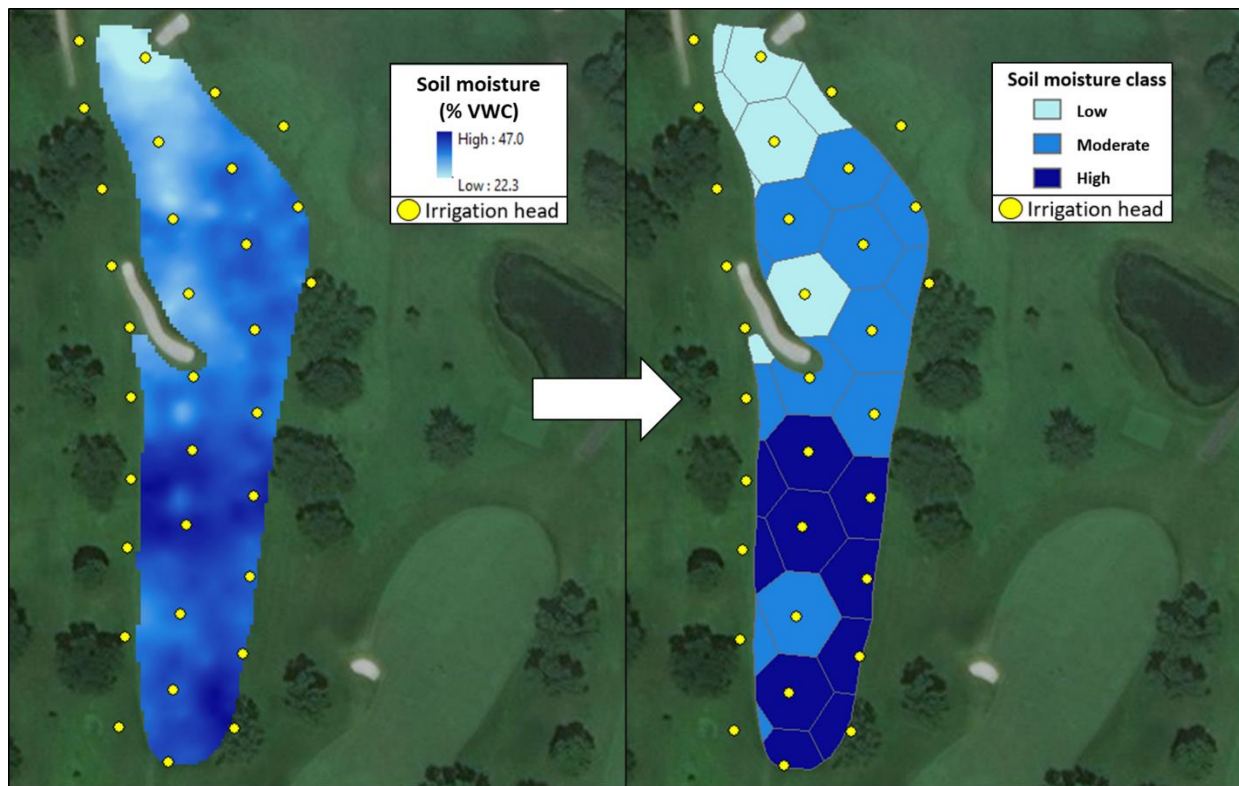 Soil moisture
(% VWC)
High : 47.0
Low : 22.3
Irrigation head
Soil moisture class
Low
Moderate
High
Irrigation head